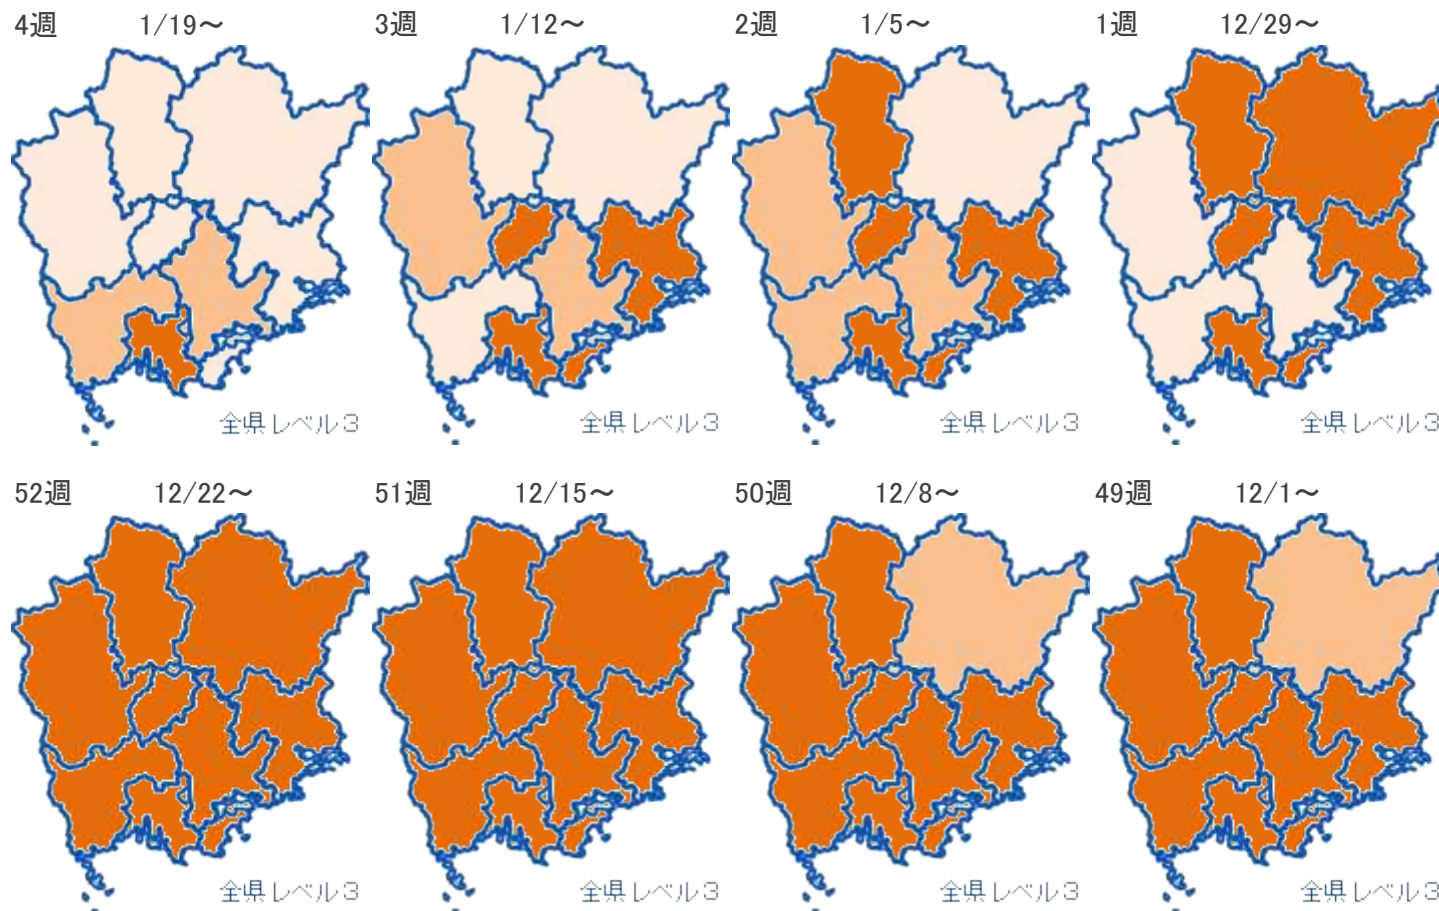 4週 1/19～
3週 1/12～
2週 1/5～
1週 12/29～
全県レベル３
全県レベル３
全県レベル３
全県レベル３
52週 12/22～
51週 12/15～
50週 12/8～
49週 12/1～
全県レベル３
全県レベル３
全県レベル３
全県レベル３